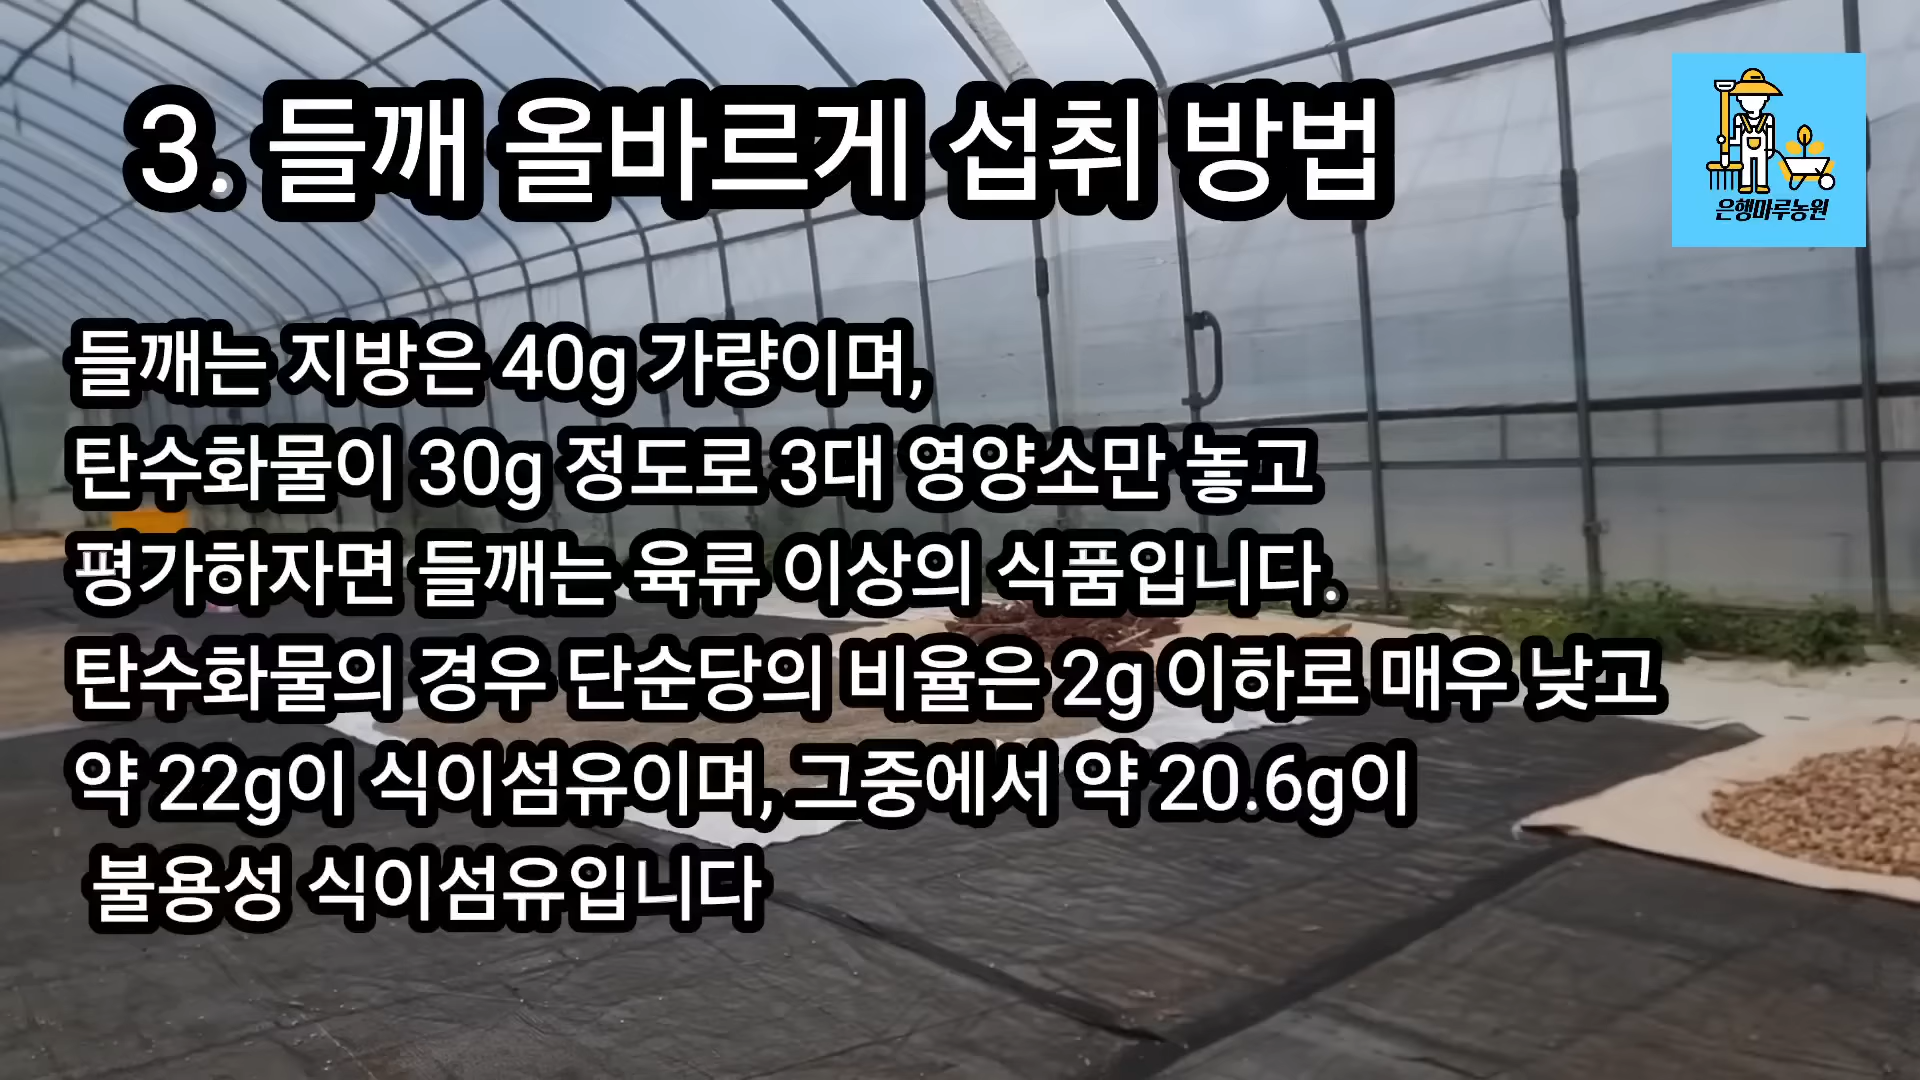 3. 들깨 올바르게 섭취 방법
은행마루농원
들깨는 지방은 40g 가량이며,
탄수화물이 30g 정도로 3대 영양소만 놓고
평가하자면 들깨는 육류 이상의 식품입니다.
탄수화물의 경우 단순당의 비율은 2g 이하로 매우 낮고
약 22g이 식이섬유이며, 그중에서 약 20.6g이
불용성 식이섬유입니다